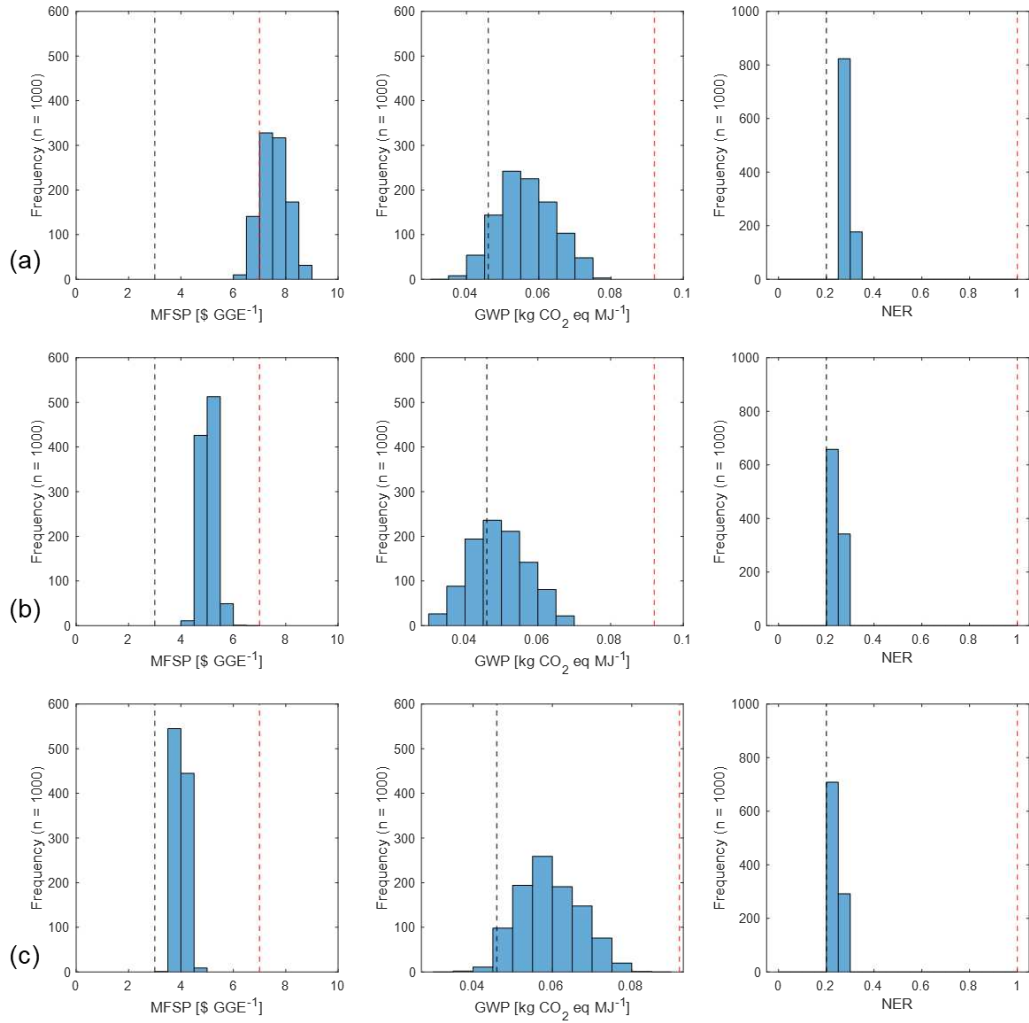 600
500
400
300
200
100
0
Frequency (n = 1000)
0 2 4 6 8 10
MFSP [$ GGE⁻¹]
600
500
400
300
200
100
0
Frequency (n = 1000)
0.04 0.06 0.08 0.1
GWP [kg CO₂ eq MJ⁻¹]
1000
800
600
400
200
0
Frequency (n = 1000)
0 0.2 0.4 0.6 0.8 1
NER
(a)
600
500
400
300
200
100
0
Frequency (n = 1000)
0 2 4 6 8 10
MFSP [$ GGE⁻¹]
600
500
400
300
200
100
0
Frequency (n = 1000)
0.04 0.06 0.08 0.1
GWP [kg CO₂ eq MJ⁻¹]
1000
800
600
400
200
0
Frequency (n = 1000)
0 0.2 0.4 0.6 0.8 1
NER
(b)
600
500
400
300
200
100
0
Frequency (n = 1000)
0 2 4 6 8 10
MFSP [$ GGE⁻¹]
600
500
400
300
200
100
0
Frequency (n = 1000)
0.04 0.06 0.08
GWP [kg CO₂ eq MJ⁻¹]
1000
800
600
400
200
0
Frequency (n = 1000)
0 0.2 0.4 0.6 0.8 1
NER
(c)